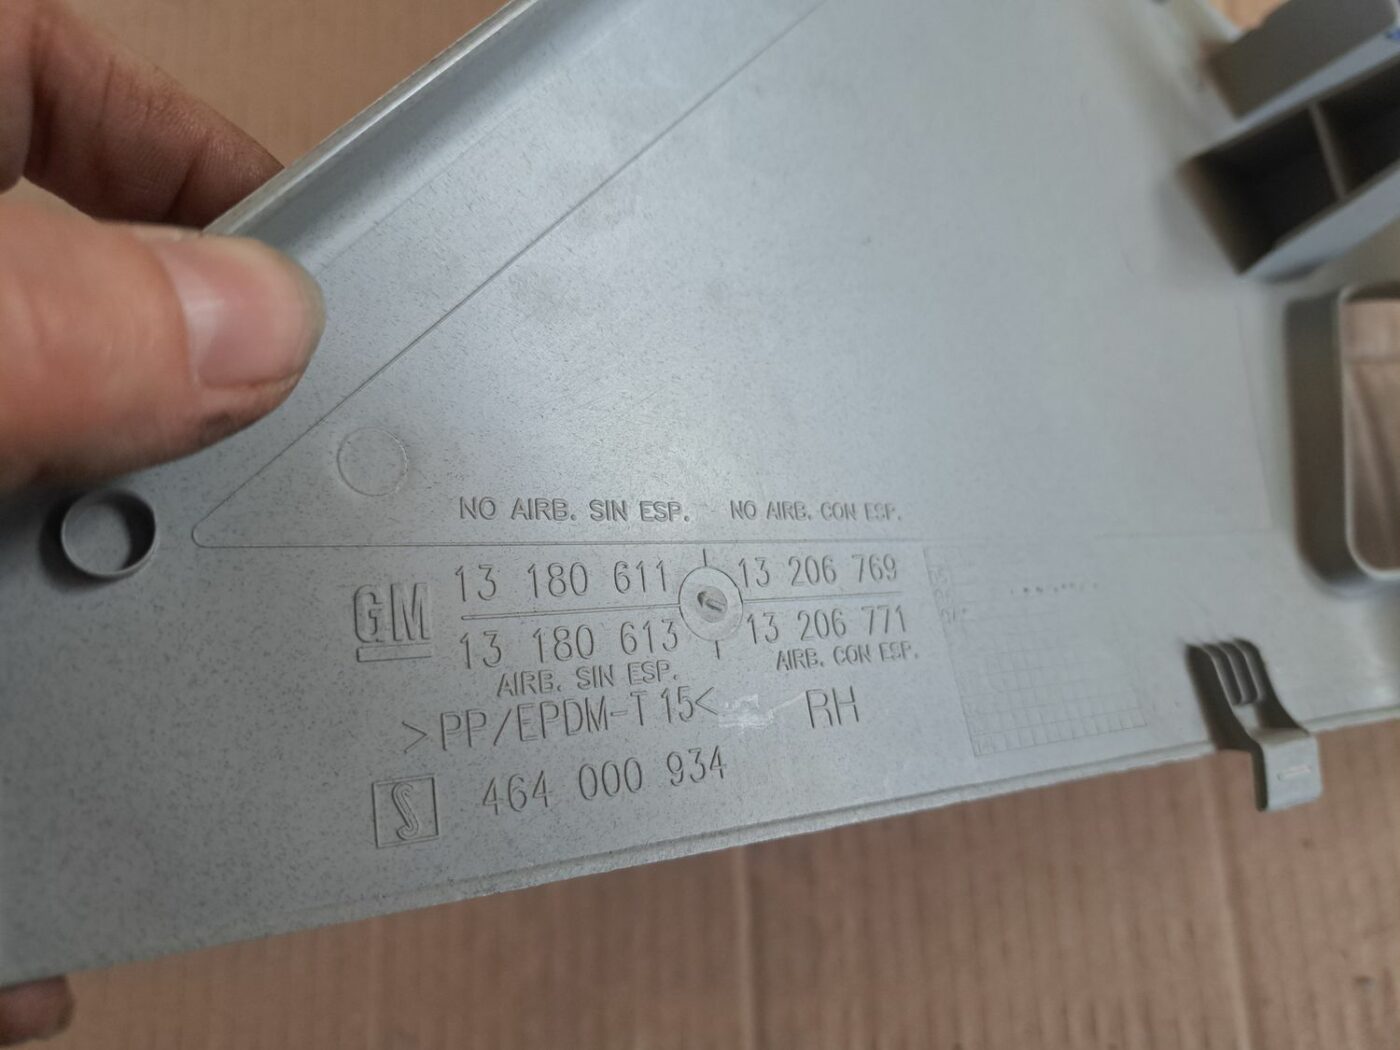 NO AIRB. SIN ESP. NO AIRB. CON ESP.
GM 13 180 611 13 206 769
13 180 613 13 206 771
AIRB. SIN ESP. AIRB. CON ESP.
>PP/EPDM-T15< RH
S 464 000 934